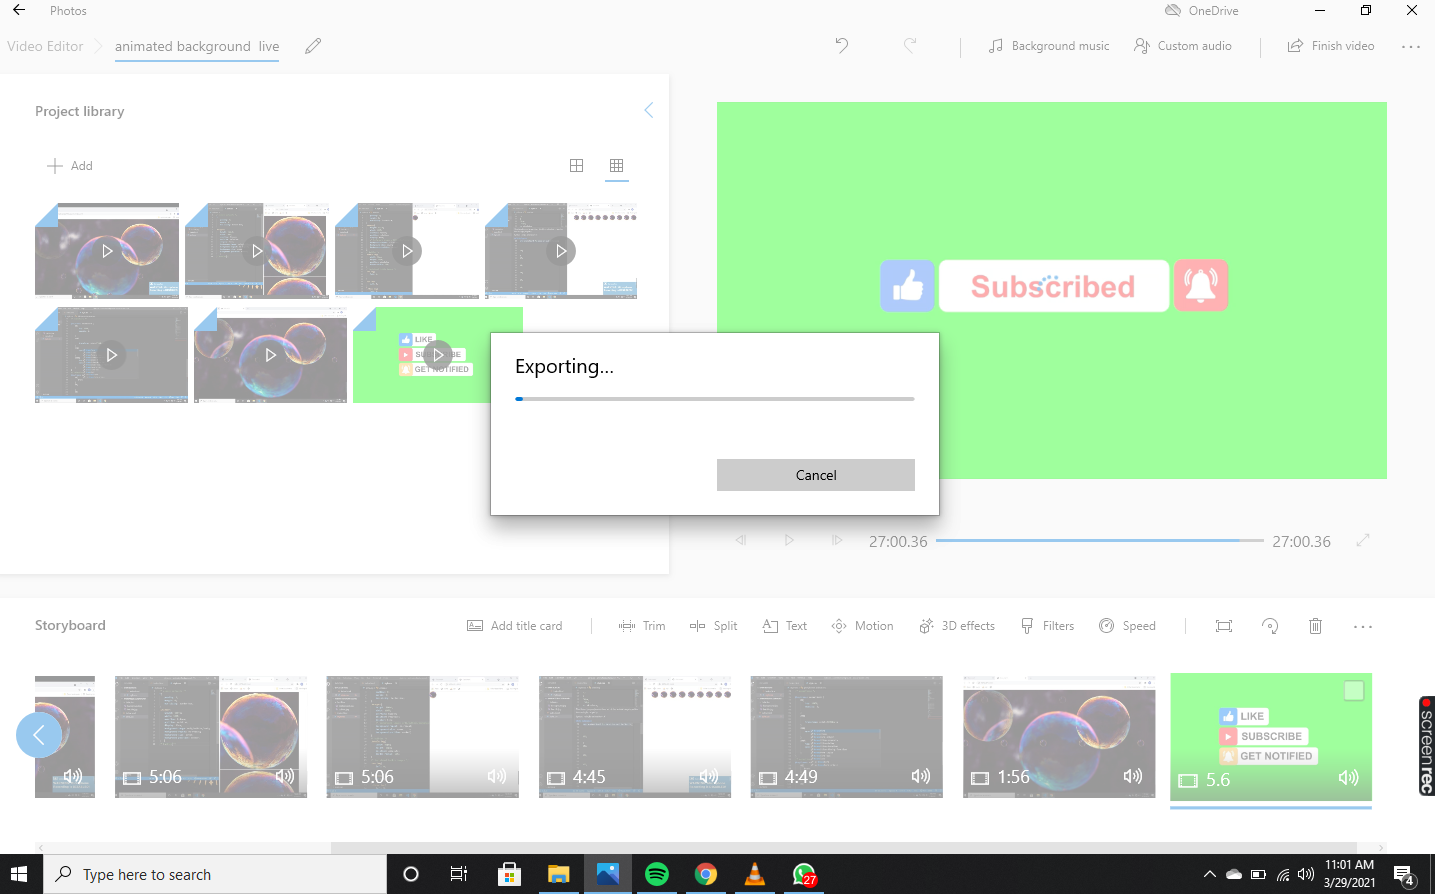 Photos
OneDrive
Video Editor
animated background  live
Background music
Custom audio
Finish video
Project library
Add
LIKE
SUBSCRIBE
GET NOTIFIED
Subscribed
Exporting...
Cancel
27:00.36
27:00.36
Storyboard
Add title card
Trim
Split
Text
Motion
3D effects
Filters
Speed
5:06
5:06
4:45
4:49
1:56
LIKE
SUBSCRIBE
GET NOTIFIED
5.6
screenrec
Type here to search
27
11:01 AM
3/29/2021
4